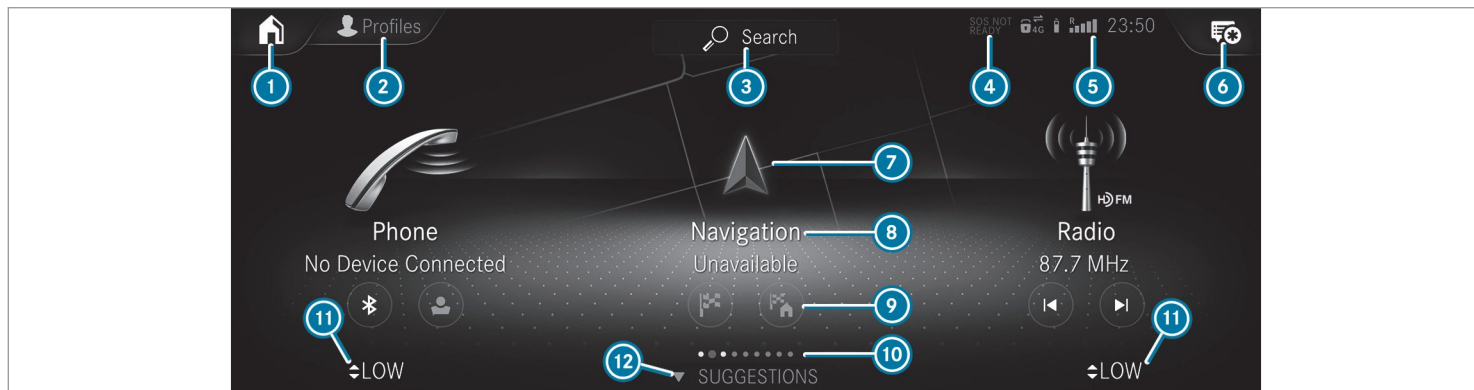 Profiles
Search
SOS NOT
READY
4G
R
23:50
1
2
3
4
5
6
7
HD FM
Phone
Navigation
8
Radio
No Device Connected
Unavailable
87.7 MHz
9
11
11
10
12
LOW
SUGGESTIONS
LOW